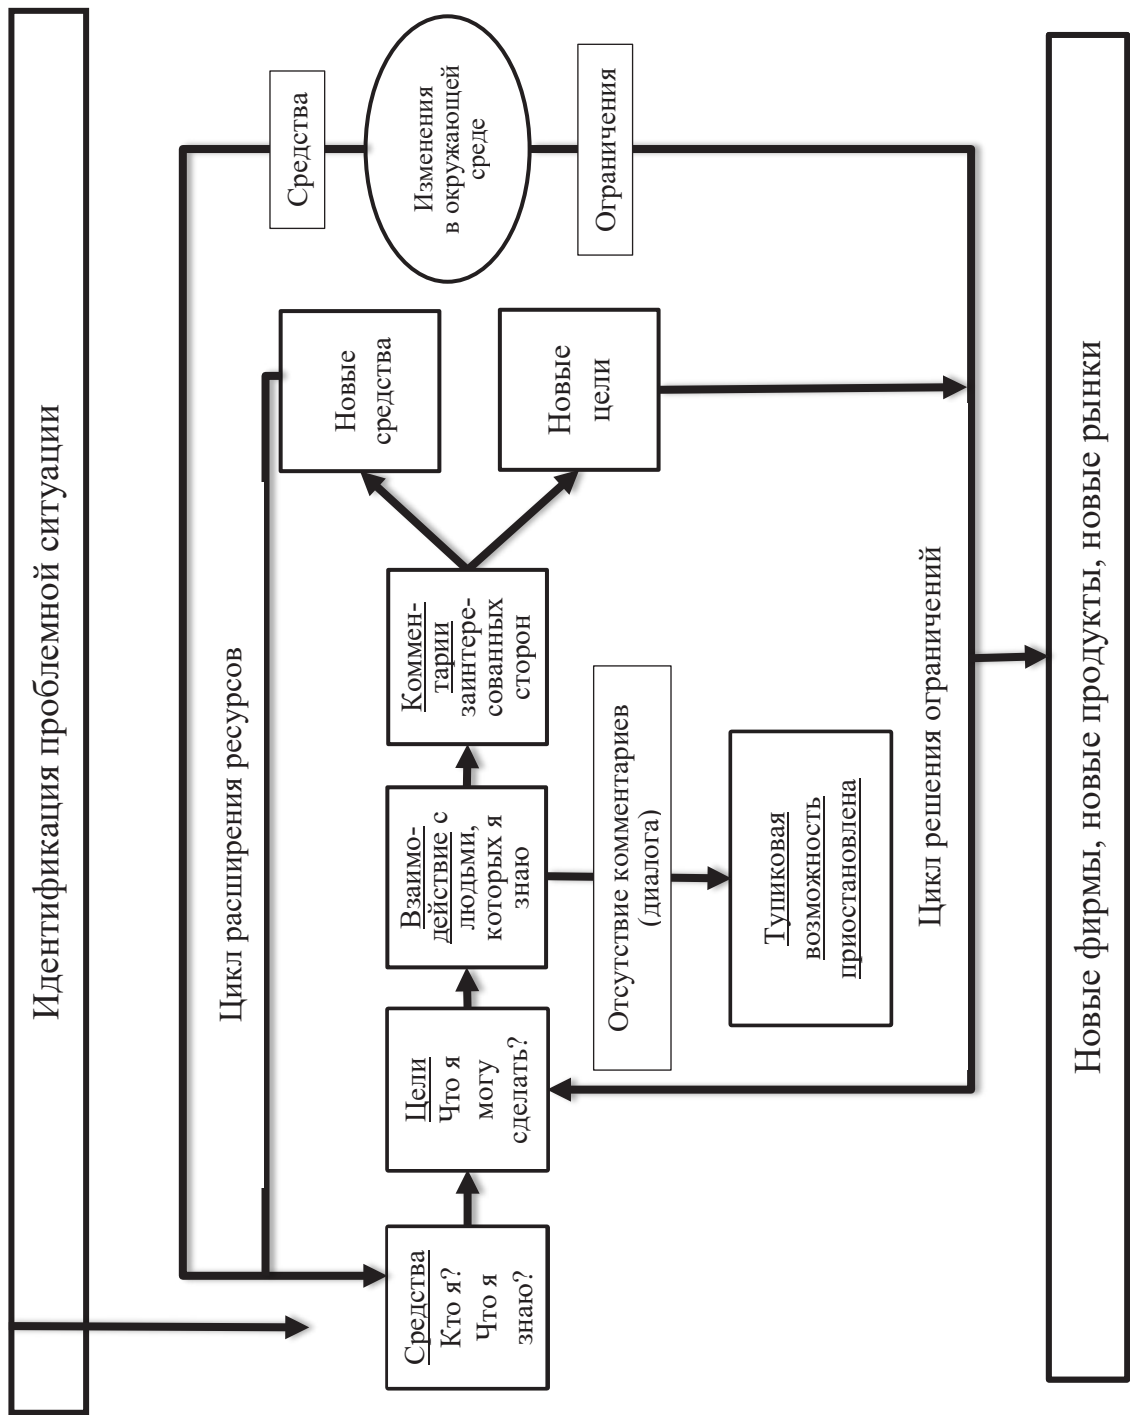 Идентификация проблемной ситуации
Цикл расширения ресурсов
Средства
Кто я?
Что я
знаю?
Цели
Что я
могу
сделать?
Взаимо-
действие с
людьми,
которых я
знаю
Коммен-
тарии
заинтере-
сованных
сторон
Новые
средства
Новые
цели
Средства
Изменения
в окружающей
среде
Ограничения
Отсутствие комментариев
(диалога)
Тупиковая
возможность
приостановлена
Цикл решения ограничений
Новые фирмы, новые продукты, новые рынки